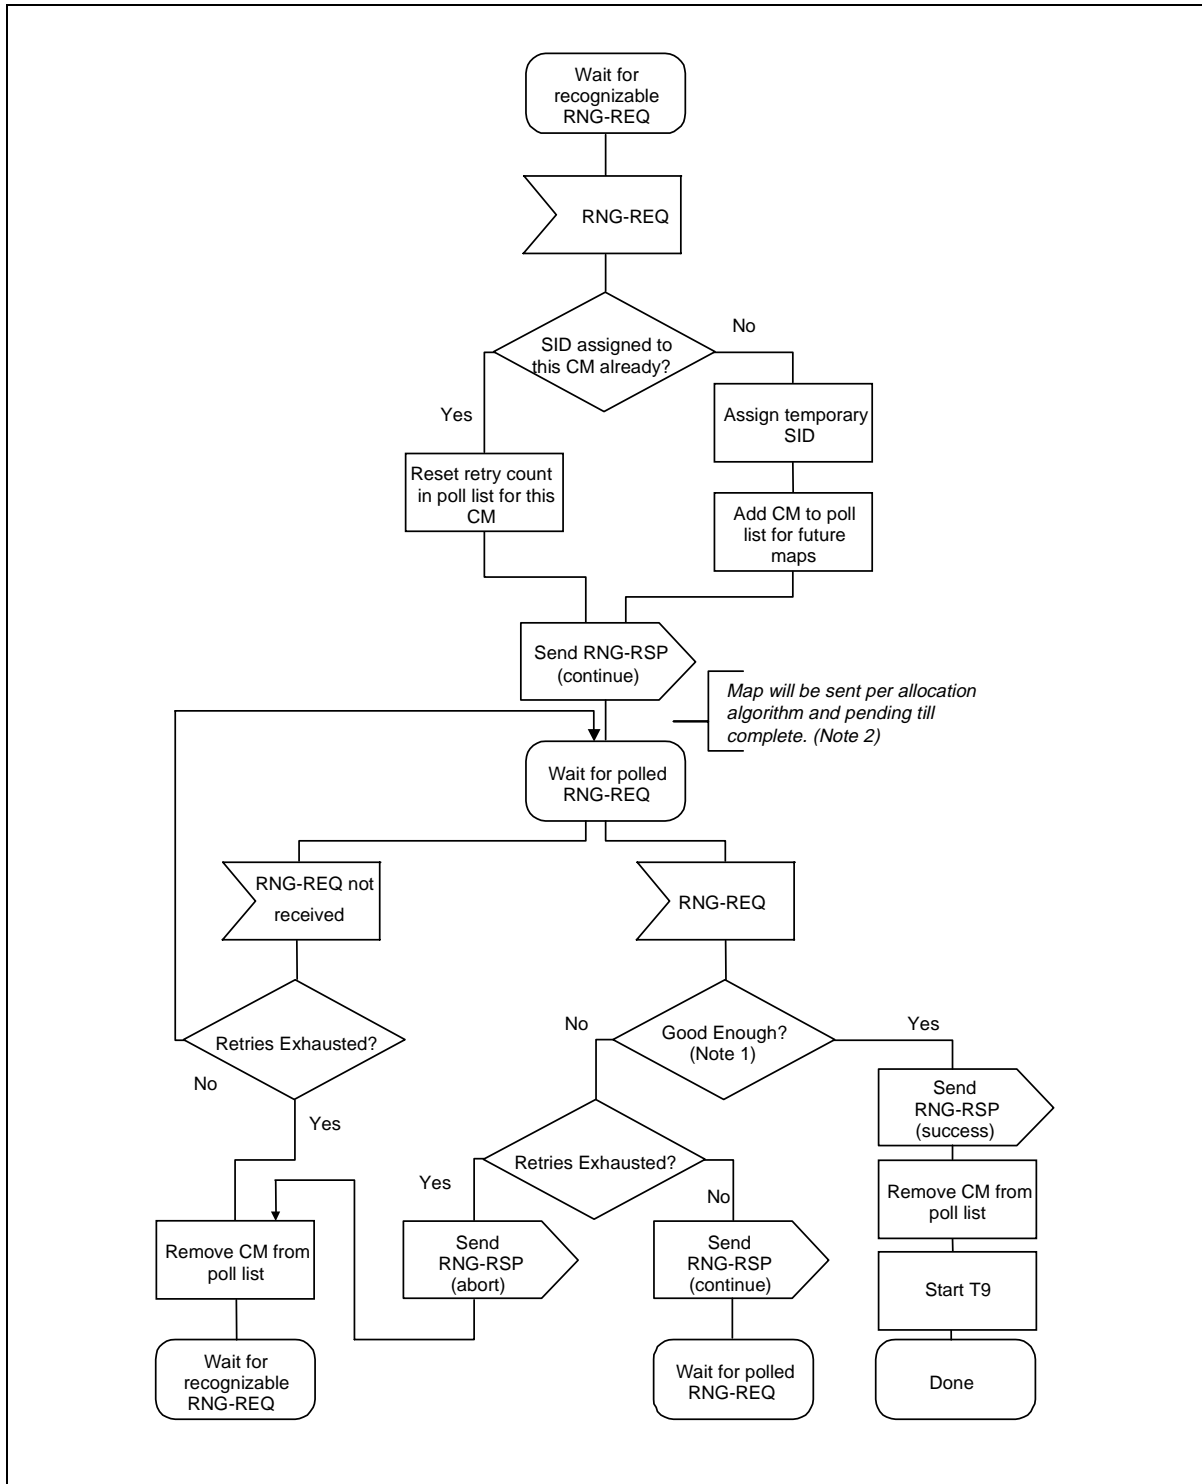 Wait for
recognizable
RNG-REQ
RNG-REQ
SID assigned to
this CM already?
No
Yes
Assign temporary
SID
Reset retry count
in poll list for this
CM
Add CM to poll
list for future
maps
Send RNG-RSP
(continue)
Map will be sent per allocation
algorithm and pending till
complete. (Note 2)
Wait for polled
RNG-REQ
RNG-REQ not
received
RNG-REQ
Retries Exhausted?
No
Yes
Good Enough?
(Note 1)
No
Yes
Send
RNG-RSP
(success)
Retries Exhausted?
Yes
No
Remove CM from
poll list
Remove CM from
poll list
Send
RNG-RSP
(abort)
Send
RNG-RSP
(continue)
Start T9
Wait for
recognizable
RNG-REQ
Wait for polled
RNG-REQ
Done